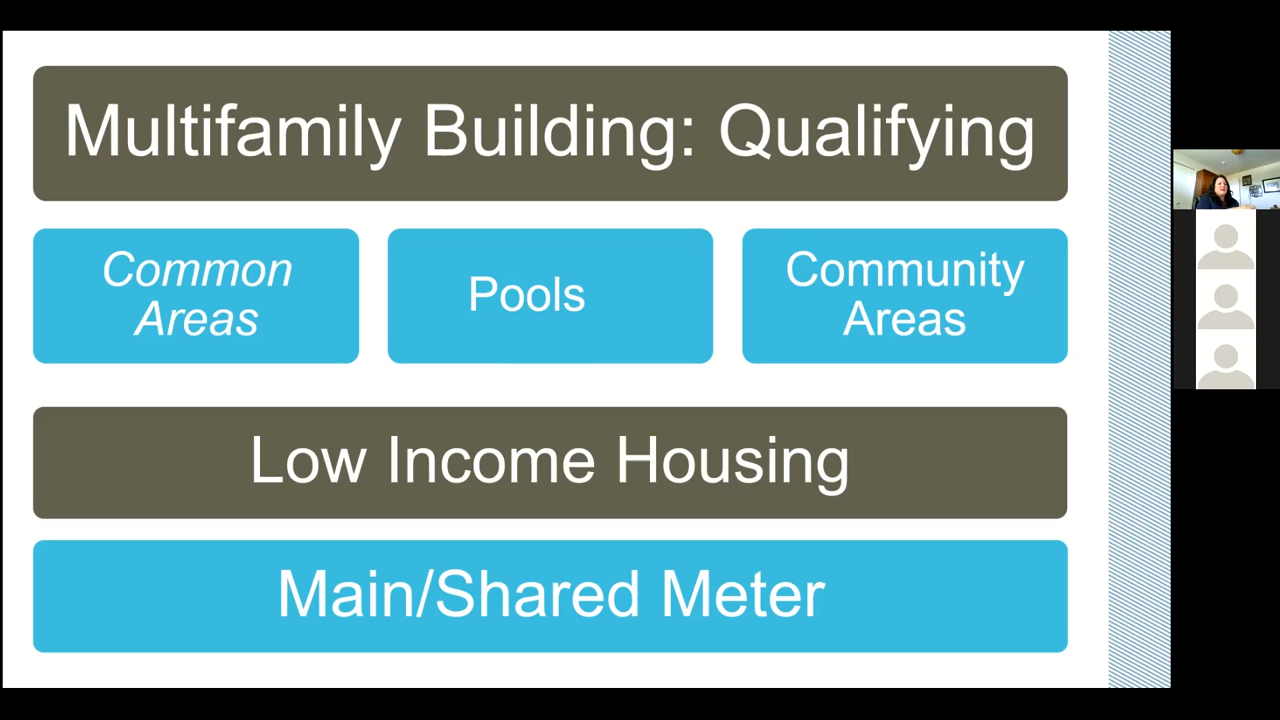 Multifamily Building: Qualifying
Common
Areas
Pools
Community
Areas
Low Income Housing
Main/Shared Meter